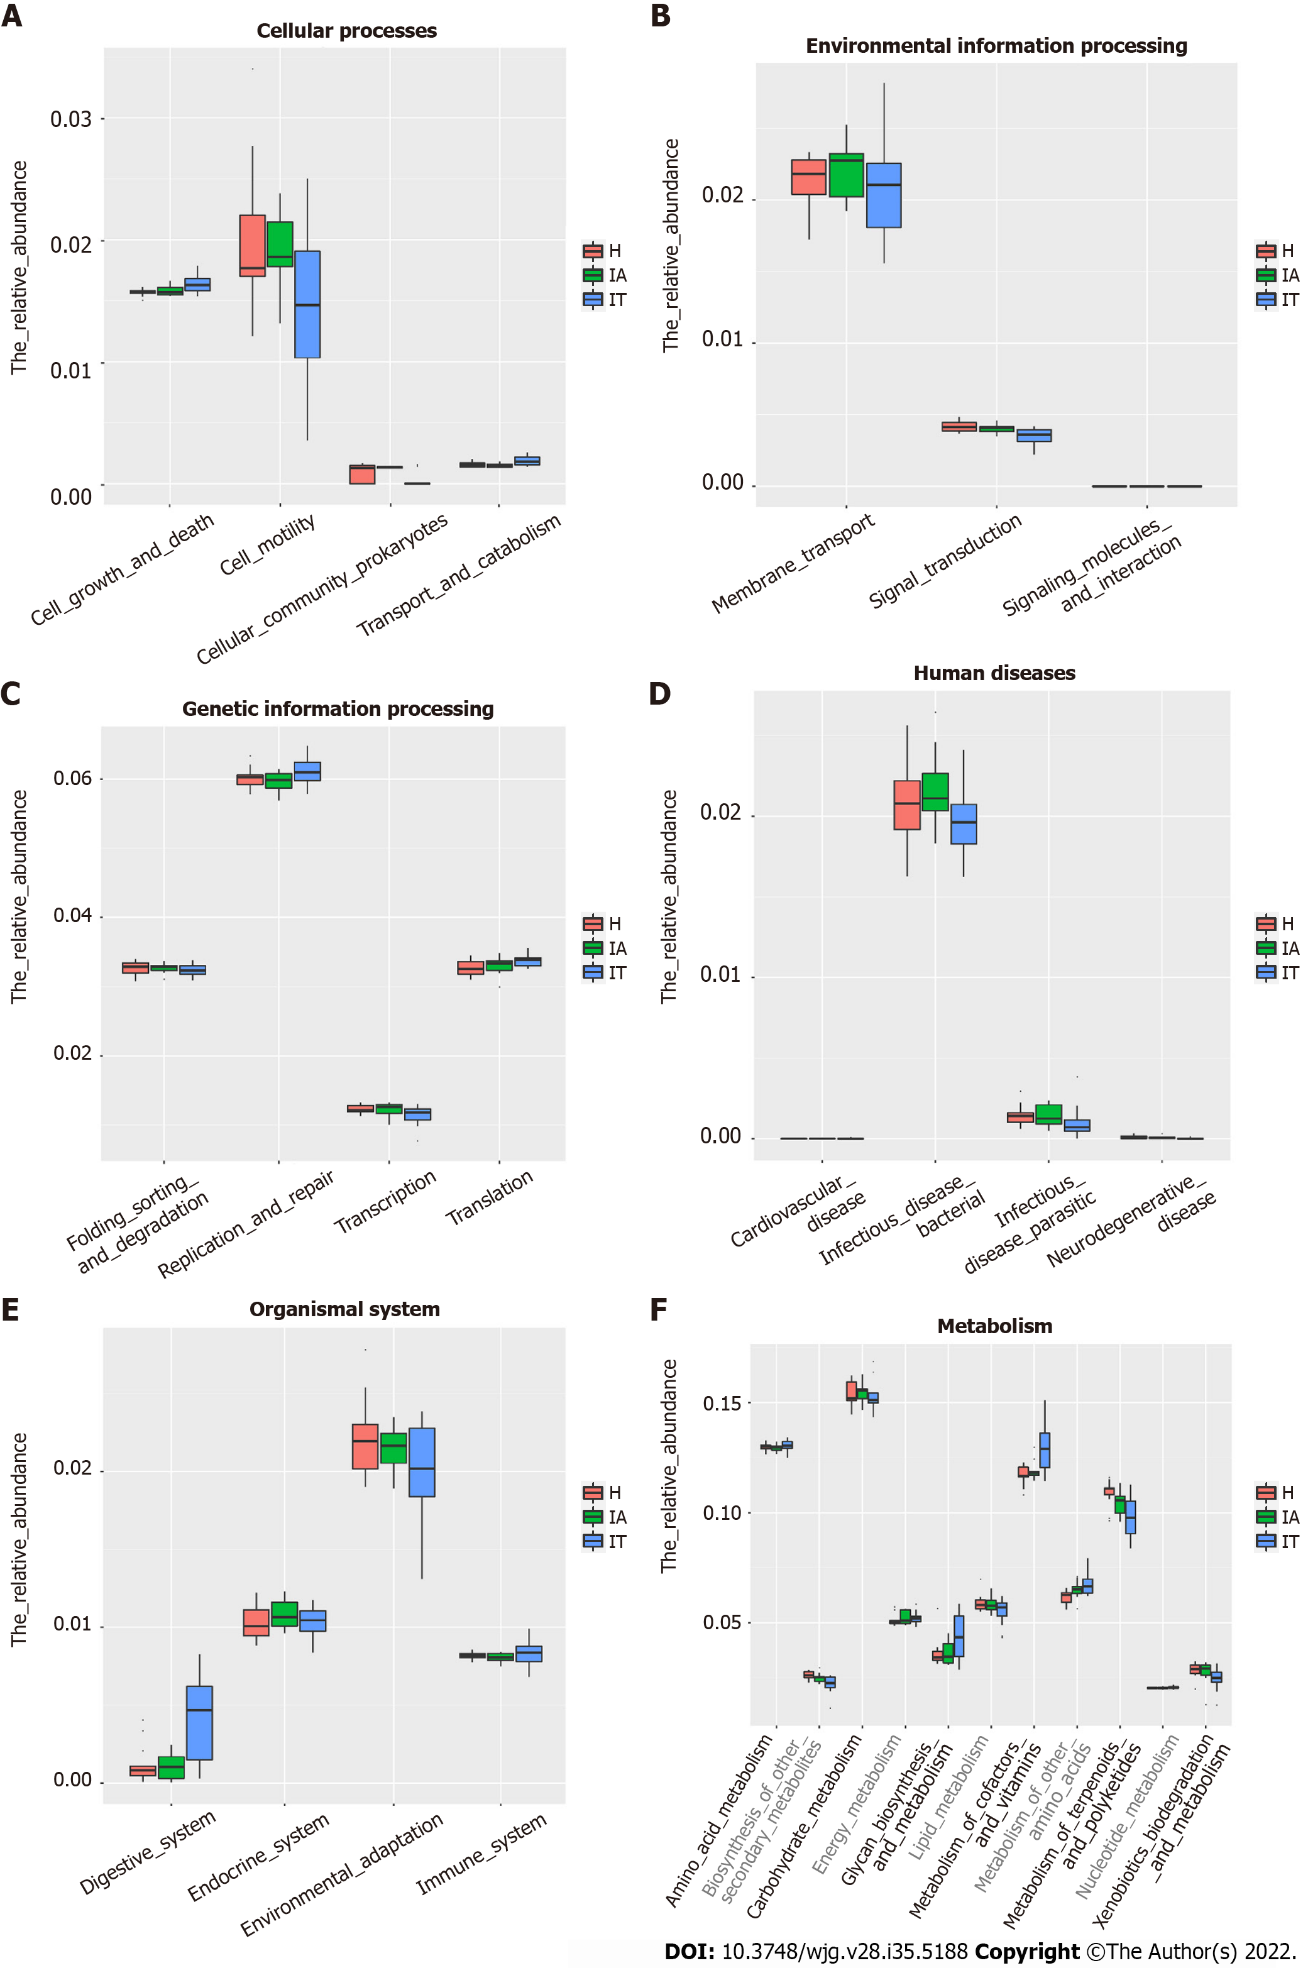 A
Cellular processes
The_relative_abundance
0.03
0.02
0.01
0.00
H
IA
IT
Cell_growth_and_death
Cell_motility
Cellular_community_prokaryotes
Transport_and_catabolism
B
Environmental information processing
The_relative_abundance
0.02
0.01
0.00
H
IA
IT
Membrane_transport
Signal_transduction
Signaling_molecules_
and_interaction
C
Genetic information processing
The_relative_abundance
0.06
0.04
0.02
H
IA
IT
Folding_sorting_
and_degradation
Replication_and_repair
Transcription
Translation
D
Human diseases
The_relative_abundance
0.02
0.01
0.00
H
IA
IT
Cardiovascular_
disease
Infectious_disease_
bacterial
Infectious_
disease_parasitic
Neurodegenerative_
disease
E
Organismal system
The_relative_abundance
0.02
0.01
0.00
H
IA
IT
Digestive_system
Endocrine_system
Environmental_adaptation
Immune_system
F
Metabolism
The_relative_abundance
0.15
0.10
0.05
H
IA
IT
Amino_acid_metabolism
Biosynthesis_of_other_
secondary_metabolites
Carbohydrate_metabolism
Energy_metabolism
Glycan_biosynthesis_
and_metabolism
Lipid_metabolism
Metabolism_of_cofactors_
and_vitamins
Metabolism_of_other_
amino_acids
Metabolism_of_terpenoids_
and_polyketides
Nucleotide_metabolism
Xenobiotics_biodegradation
_and_metabolism
DOI: 10.3748/wjg.v28.i35.5188 Copyright ©The Author(s) 2022.